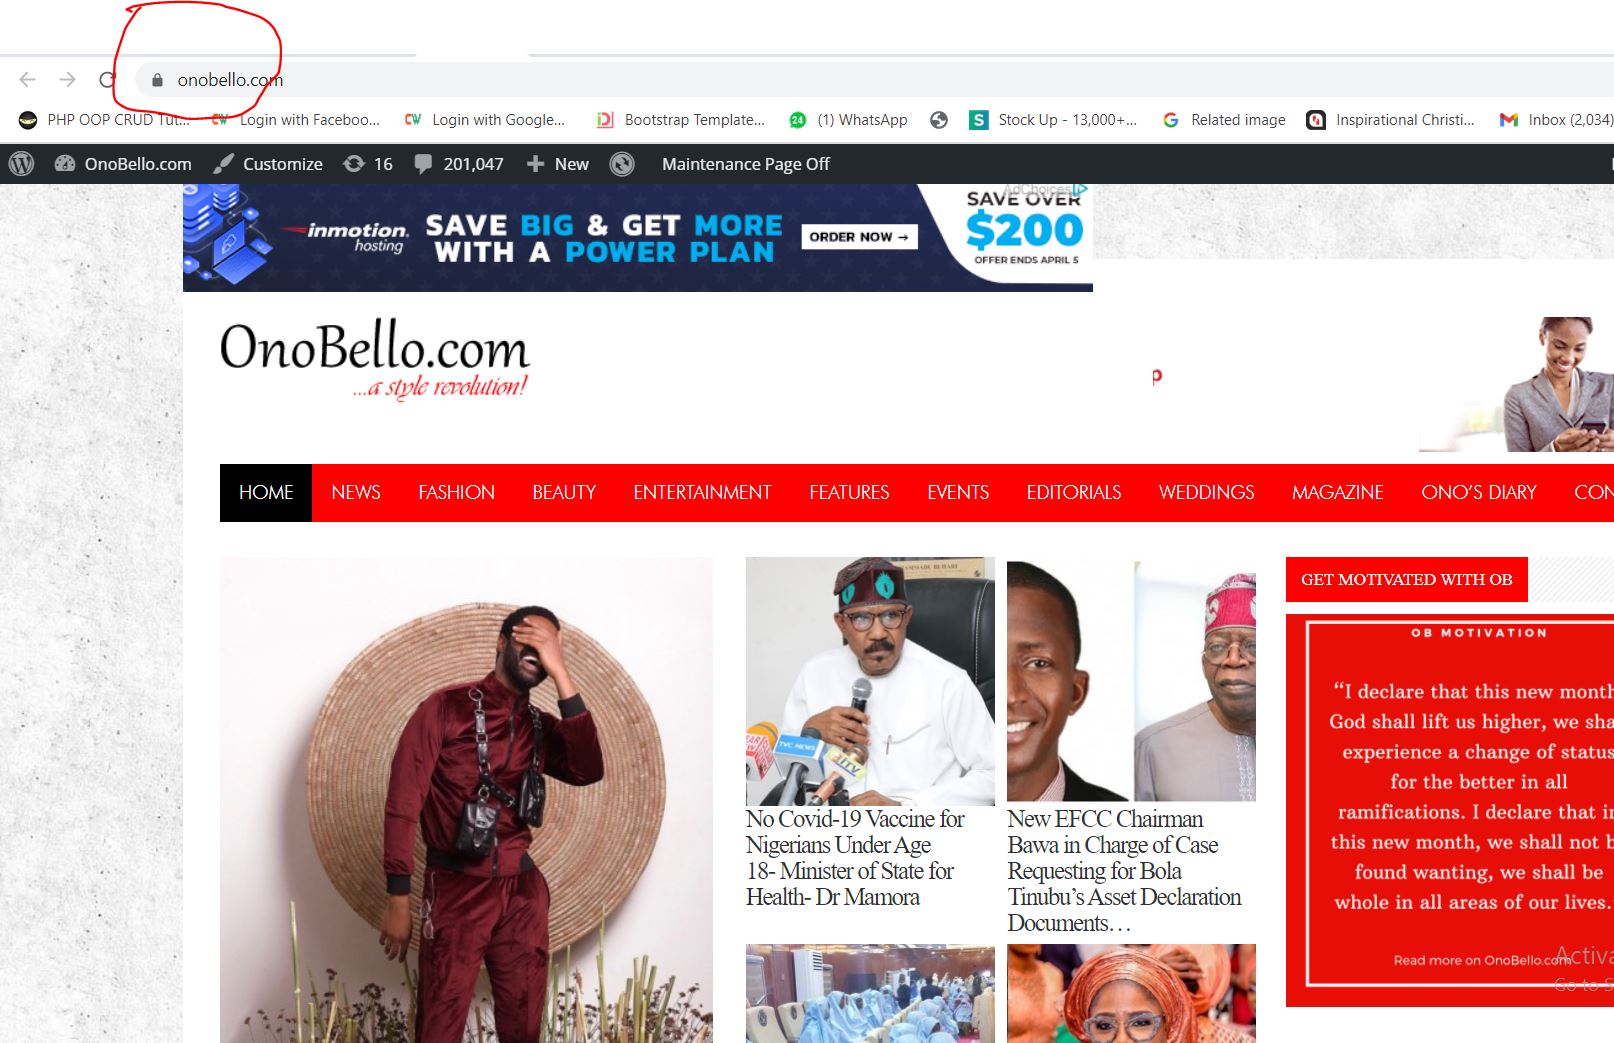 onobello.com
PHP OOP CRUD Tut... Login with Faceboo... Login with Google... Bootstrap Template... 24 (1) WhatsApp S Stock Up - 13,000+... Related image Inspirational Christi... Inbox (2,034)
OnoBello.com Customize 16 201,047 New Maintenance Page Off
AdChoices
inmotion hosting
SAVE BIG & GET MORE
WITH A POWER PLAN
ORDER NOW →
SAVE OVER
$200
OFFER ENDS APRIL 5
OnoBello.com
...a style revolution!
p
HOME NEWS FASHION BEAUTY ENTERTAINMENT FEATURES EVENTS EDITORIALS WEDDINGS MAGAZINE ONO'S DIARY CON
TVC NEWS
ITV
No Covid-19 Vaccine for
Nigerians Under Age
18- Minister of State for
Health- Dr Mamora
New EFCC Chairman
Bawa in Charge of Case
Requesting for Bola
Tinubu's Asset Declaration
Documents…
GET MOTIVATED WITH OB
OB MOTIVATION
“I declare that this new month
God shall lift us higher, we sha
experience a change of status
for the better in all
ramifications. I declare that in
this new month, we shall not b
found wanting, we shall be
whole in all areas of our lives.
Read more on OnoBello.com
Activa
Go to S